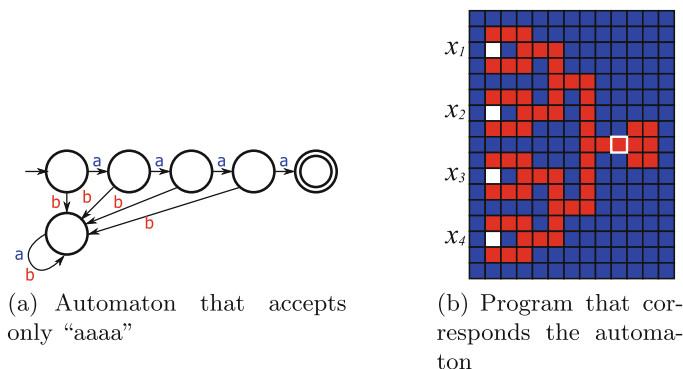 a a a a
b b b b
b
a
b
(a) Automaton that accepts
only “aaaa”
x1
x2
x3
x4
(b) Program that cor-
responds the automa-
ton